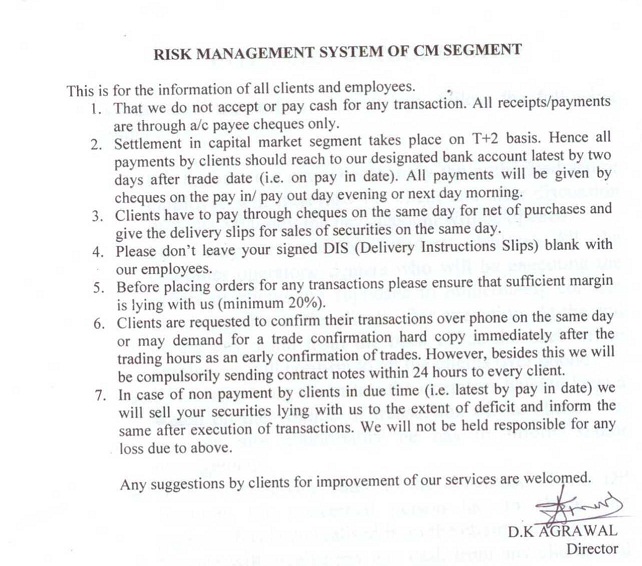 RISK MANAGEMENT SYSTEM OF CM SEGMENT
This is for the information of all clients and employees.
1. That we do not accept or pay cash for any transaction. All receipts/payments
are through a/c payee cheques only.
2. Settlement in capital market segment takes place on T+2 basis. Hence all
payments by clients should reach to our designated bank account latest by two
days after trade date (i.e. on pay in date). All payments will be given by
cheques on the pay in/ pay out day evening or next day morning.
3. Clients have to pay through cheques on the same day for net of purchases and
give the delivery slips for sales of securities on the same day.
4. Please don't leave your signed DIS (Delivery Instructions Slips) blank with
our employees.
5. Before placing orders for any transactions please ensure that sufficient margin
is lying with us (minimum 20%).
6. Clients are requested to confirm their transactions over phone on the same day
or may demand for a trade confirmation hard copy immediately after the
trading hours as an early confirmation of trades. However, besides this we will
be compulsorily sending contract notes within 24 hours to every client.
7. In case of non payment by clients in due time (i.e. latest by pay in date) we
will sell your securities lying with us to the extent of deficit and inform the
same after execution of transactions. We will not be held responsible for any
loss due to above.
Any suggestions by clients for improvement of our services are welcomed.
D.K AGRAWAL
Director